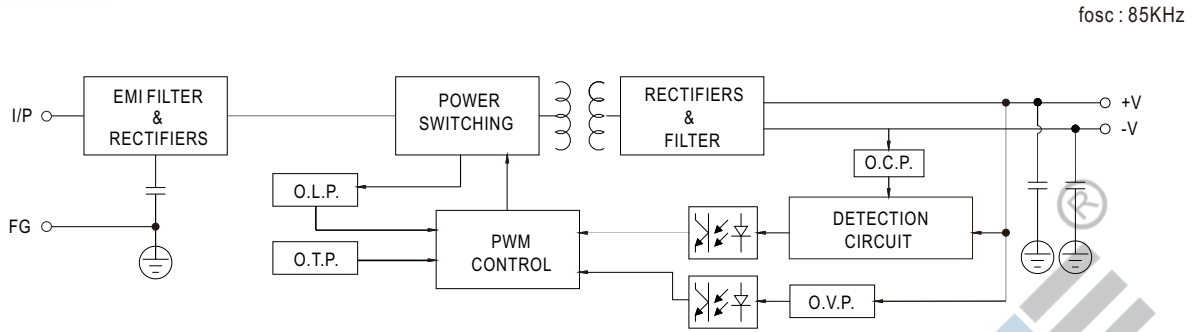 fosc : 85KHz
I/P
EMI FILTER
&
RECTIFIERS
POWER
SWITCHING
RECTIFIERS
&
FILTER
+V
-V
O.C.P.
O.L.P.
DETECTION
CIRCUIT
®
FG
O.T.P.
PWM
CONTROL
O.V.P.